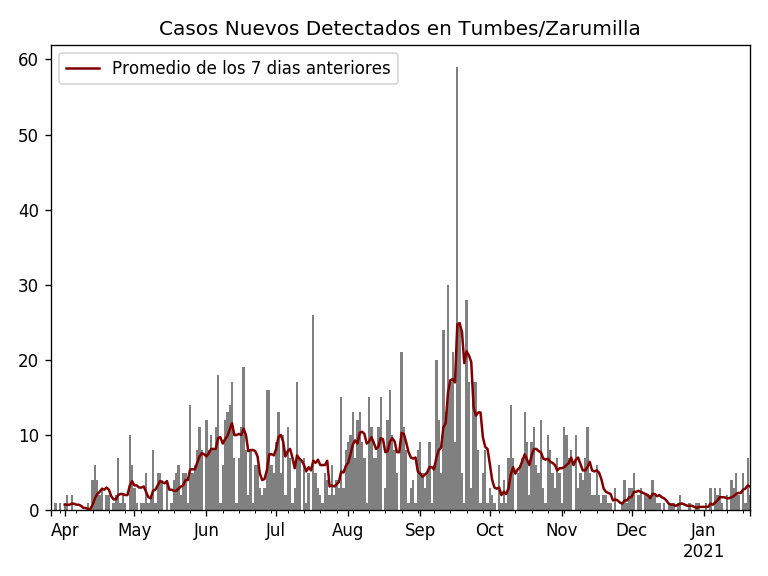 Casos Nuevos Detectados en Tumbes/Zarumilla
Promedio de los 7 dias anteriores
60
50
40
30
20
10
0
Apr May Jun Jul Aug Sep Oct Nov Dec Jan
2021